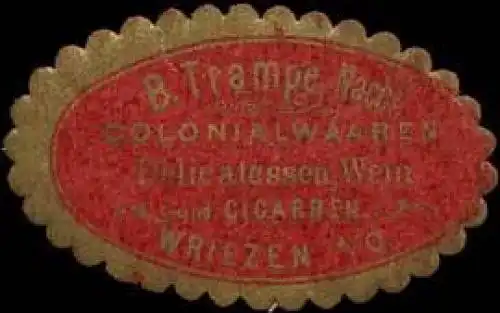 B. Trampe, Nachf.
COLONIALWAAREN
Delicatessen, Wein
und CIGARREN
WRIEZEN A/O.